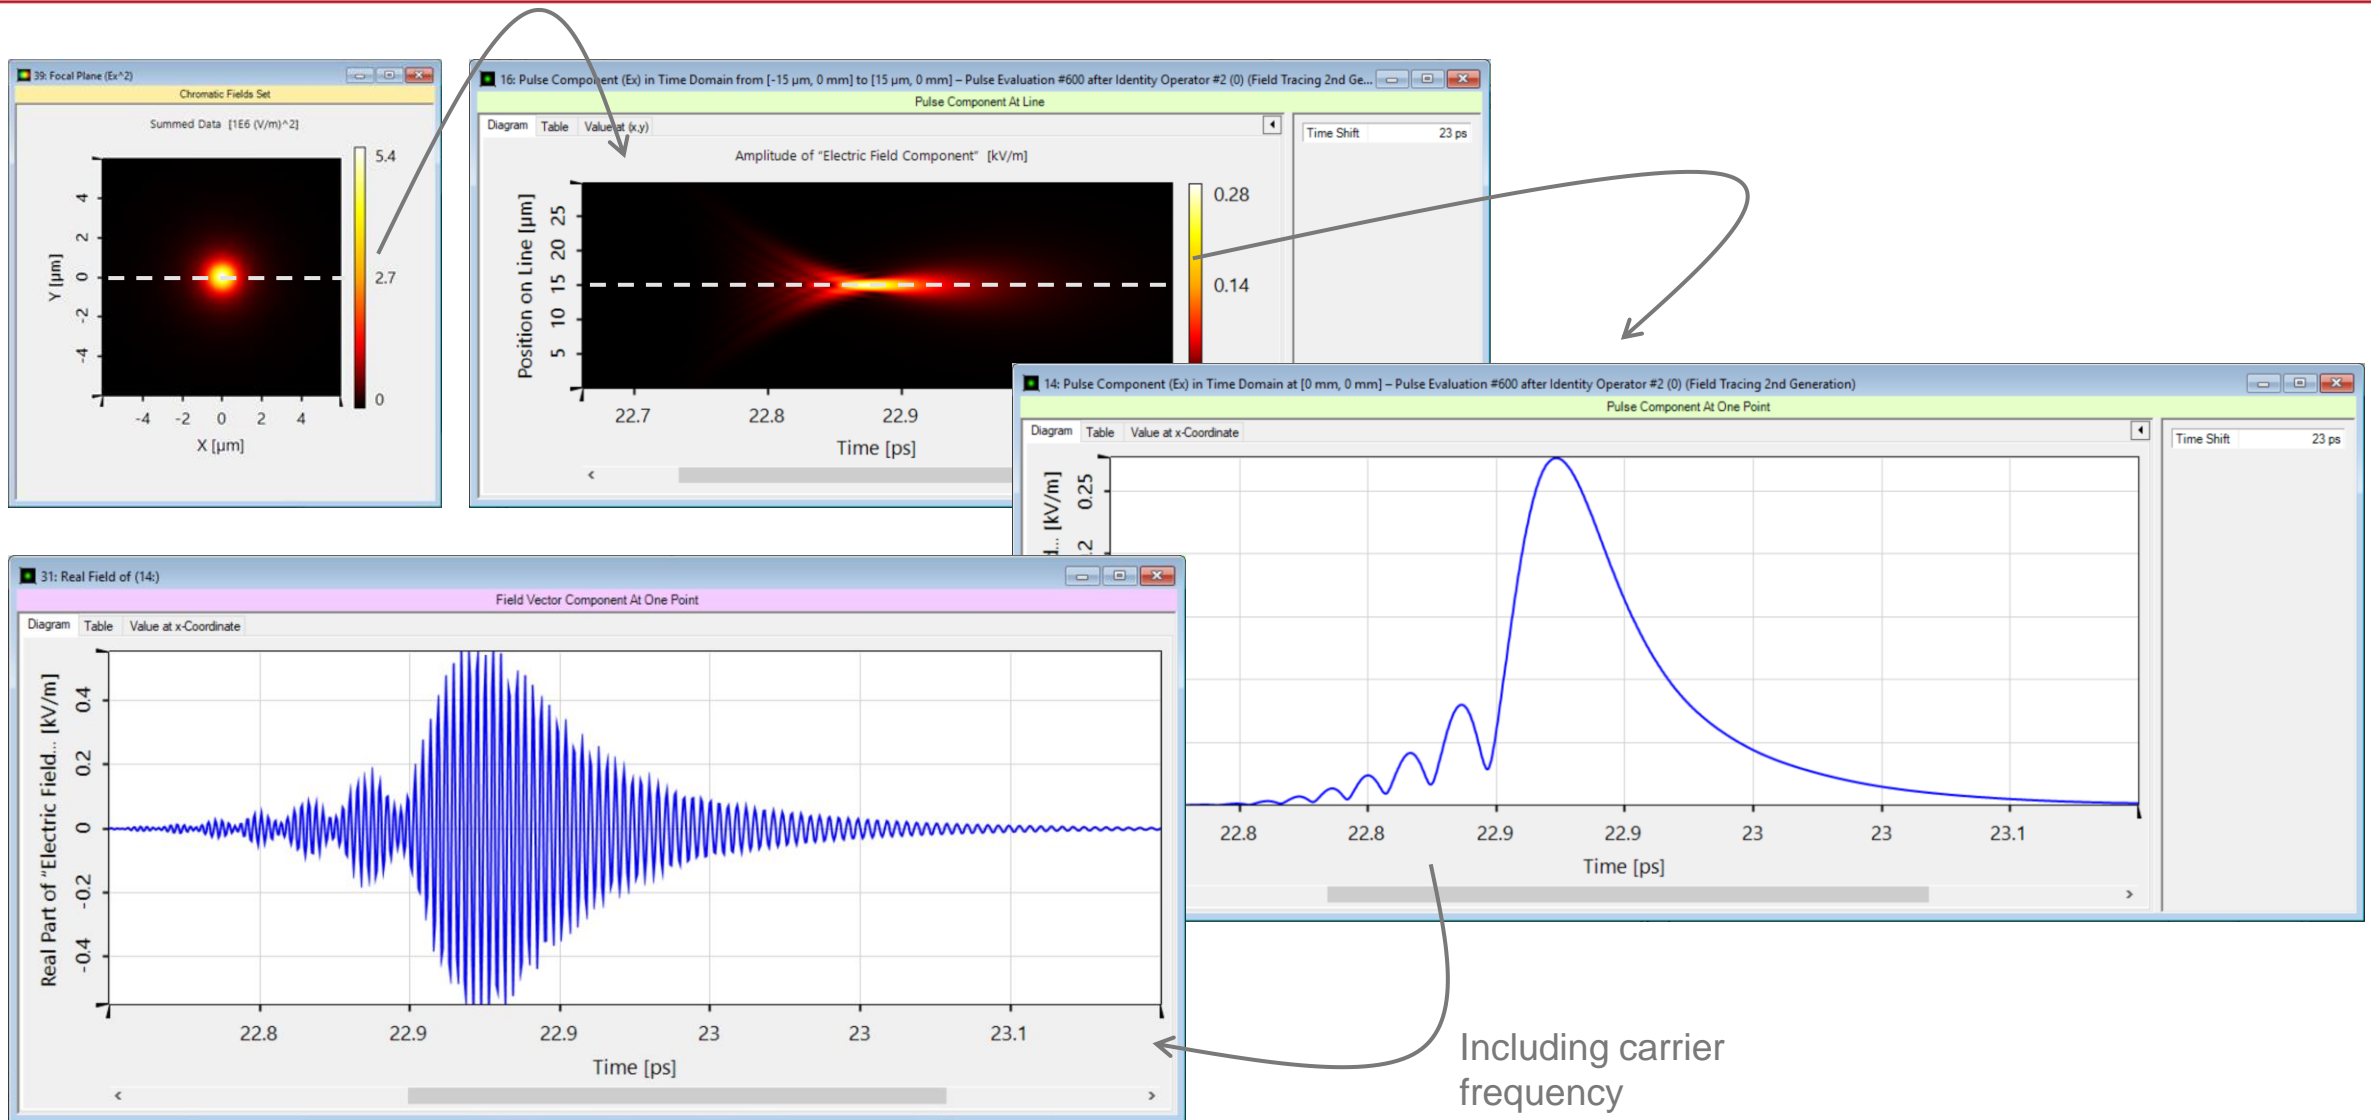 39: Focal Plane (Ex^2)
Chromatic Fields Set
Summed Data [1E6 (V/m)^2]
5.4
2.7
0
4
2
0
-2
-4
Y [µm]
-4 -2 0 2 4
X [µm]
16: Pulse Component (Ex) in Time Domain from [-15 µm, 0 mm] to [15 µm, 0 mm] – Pulse Evaluation #600 after Identity Operator #2 (0) (Field Tracing 2nd Ge...
Pulse Component At Line
Diagram Table Value at (x,y)
Time Shift 23 ps
Amplitude of "Electric Field Component" [kV/m]
0.28
0.14
25
20
15
10
5
Position on Line [µm]
22.7 22.8 22.9
Time [ps]
14: Pulse Component (Ex) in Time Domain at [0 mm, 0 mm] – Pulse Evaluation #600 after Identity Operator #2 (0) (Field Tracing 2nd Generation)
Pulse Component At One Point
Diagram Table Value at x-Coordinate
Time Shift 23 ps
0.25
.2
d... [kV/m]
22.8 22.8 22.9 22.9 23 23 23.1
Time [ps]
31: Real Field of (14:)
Field Vector Component At One Point
Diagram Table Value at x-Coordinate
0.4
0.2
0
-0.2
-0.4
Real Part of "Electric Field... [kV/m]
22.8 22.9 22.9 23 23 23.1
Time [ps]
Including carrier
frequency